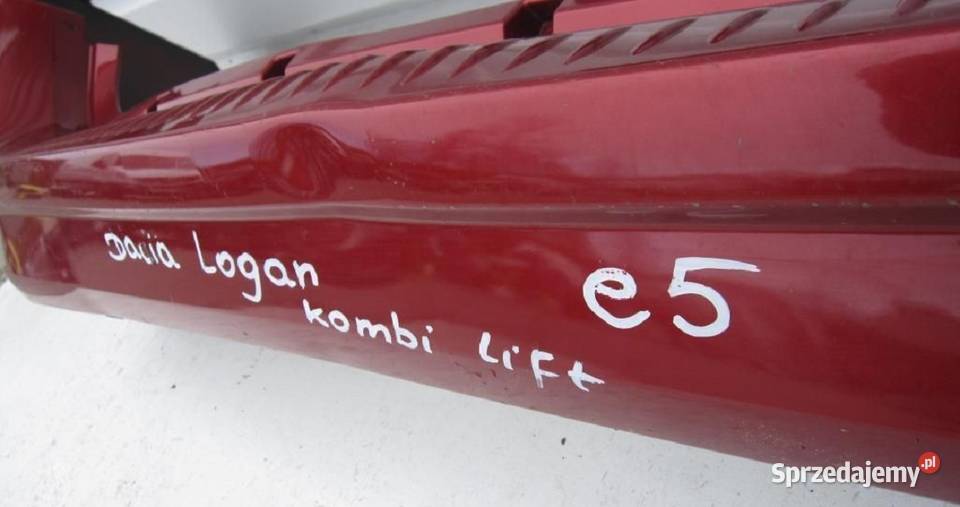 Dacia Logan
e5
kombi Lift
Sprzedajemy.pl